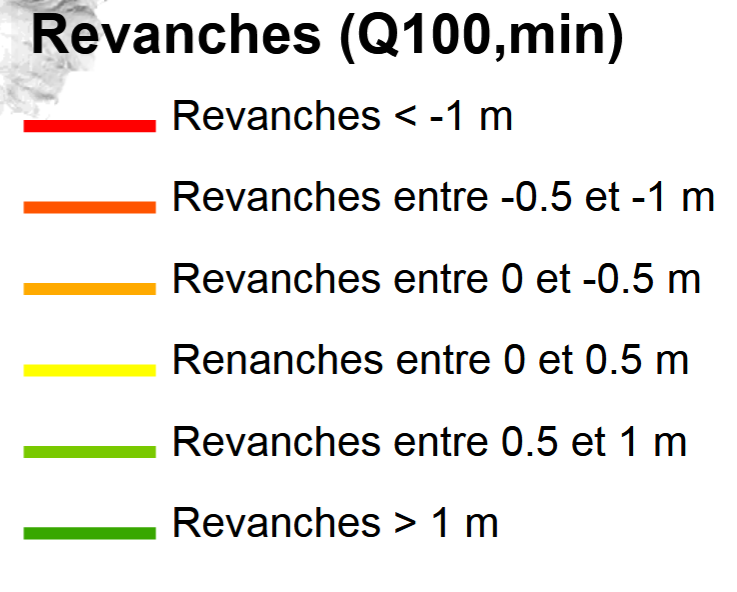 Revanches (Q100,min)
Revanches < -1 m
Revanches entre -0.5 et -1 m
Revanches entre 0 et -0.5 m
Renanches entre 0 et 0.5 m
Revanches entre 0.5 et 1 m
Revanches > 1 m